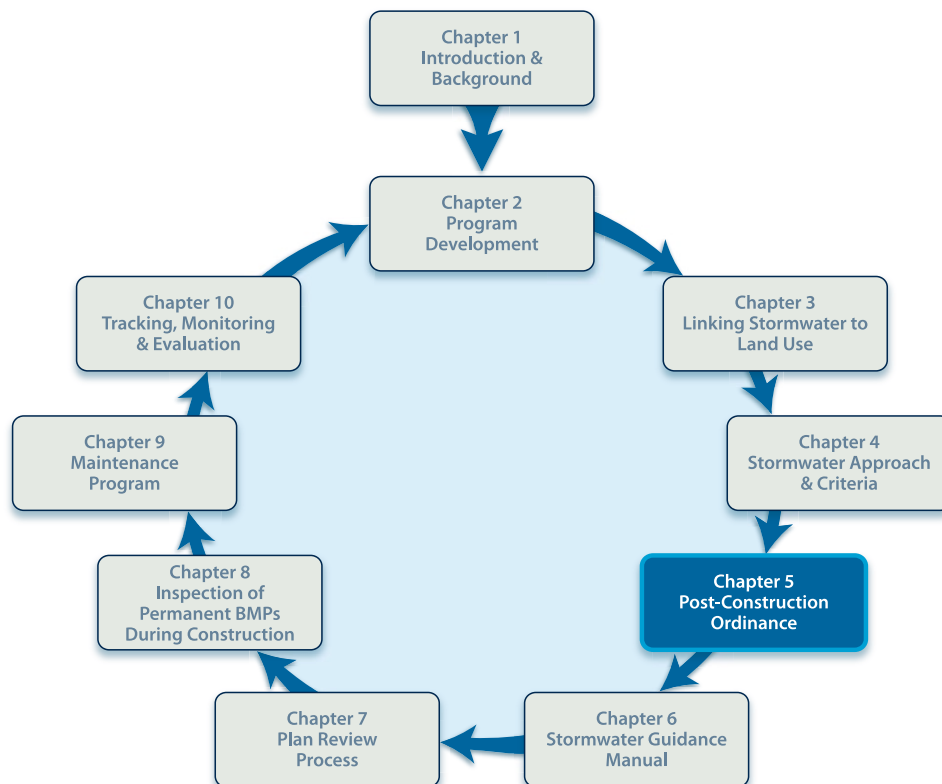 Chapter 1
Introduction &
Background
Chapter 2
Program
Development
Chapter 3
Linking Stormwater to
Land Use
Chapter 4
Stormwater Approach
& Criteria
Chapter 5
Post-Construction
Ordinance
Chapter 6
Stormwater Guidance
Manual
Chapter 7
Plan Review
Process
Chapter 8
Inspection of
Permanent BMPs
During Construction
Chapter 9
Maintenance
Program
Chapter 10
Tracking, Monitoring
& Evaluation